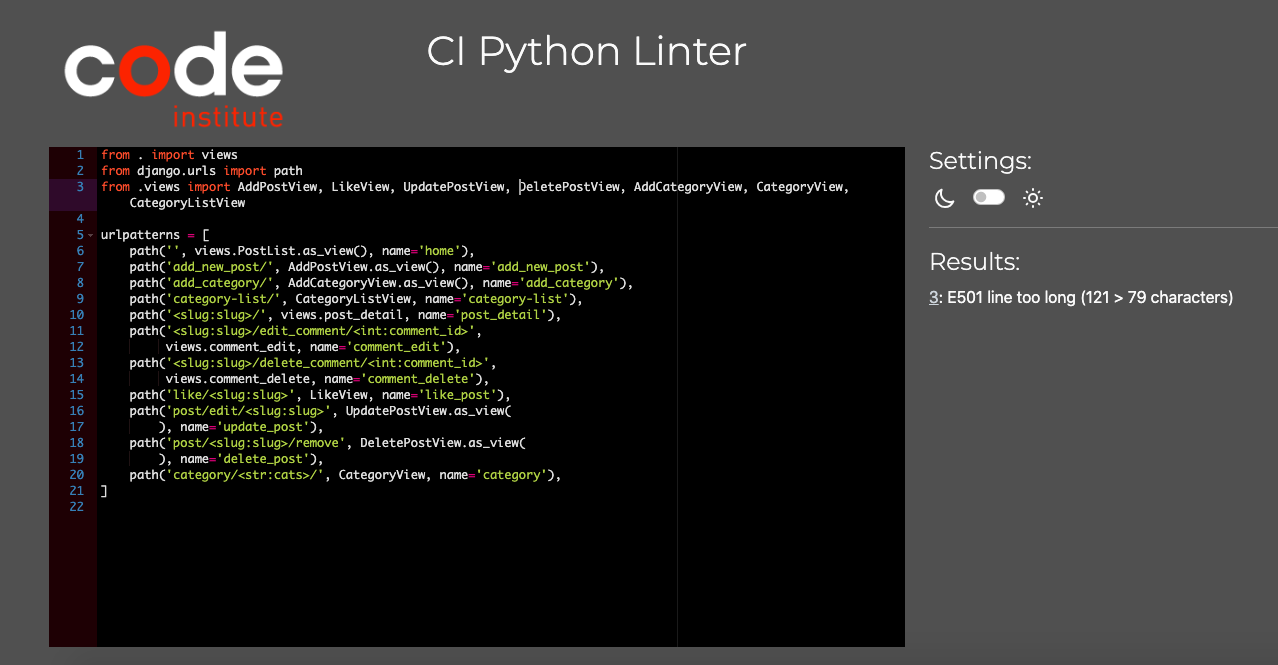 code
institute
CI Python Linter
1 from . import views
2 from django.urls import path
3 from .views import AddPostView, LikeView, UpdatePostView, DeletePostView, AddCategoryView, CategoryView,
CategoryListView
4
5 urlpatterns = [
6 path('', views.PostList.as_view(), name='home'),
7 path('add_new_post/', AddPostView.as_view(), name='add_new_post'),
8 path('add_category/', AddCategoryView.as_view(), name='add_category'),
9 path('category-list/', CategoryListView, name='category-list'),
10 path('<slug:slug>/', views.post_detail, name='post_detail'),
11 path('<slug:slug>/edit_comment/<int:comment_id>',
12 views.comment_edit, name='comment_edit'),
13 path('<slug:slug>/delete_comment/<int:comment_id>',
14 views.comment_delete, name='comment_delete'),
15 path('like/<slug:slug>', LikeView, name='like_post'),
16 path('post/edit/<slug:slug>', UpdatePostView.as_view(
17 ), name='update_post'),
18 path('post/<slug:slug>/remove', DeletePostView.as_view(
19 ), name='delete_post'),
20 path('category/<str:cats>/', CategoryView, name='category'),
21 ]
22
Settings:
Results:
3: E501 line too long (121 > 79 characters)